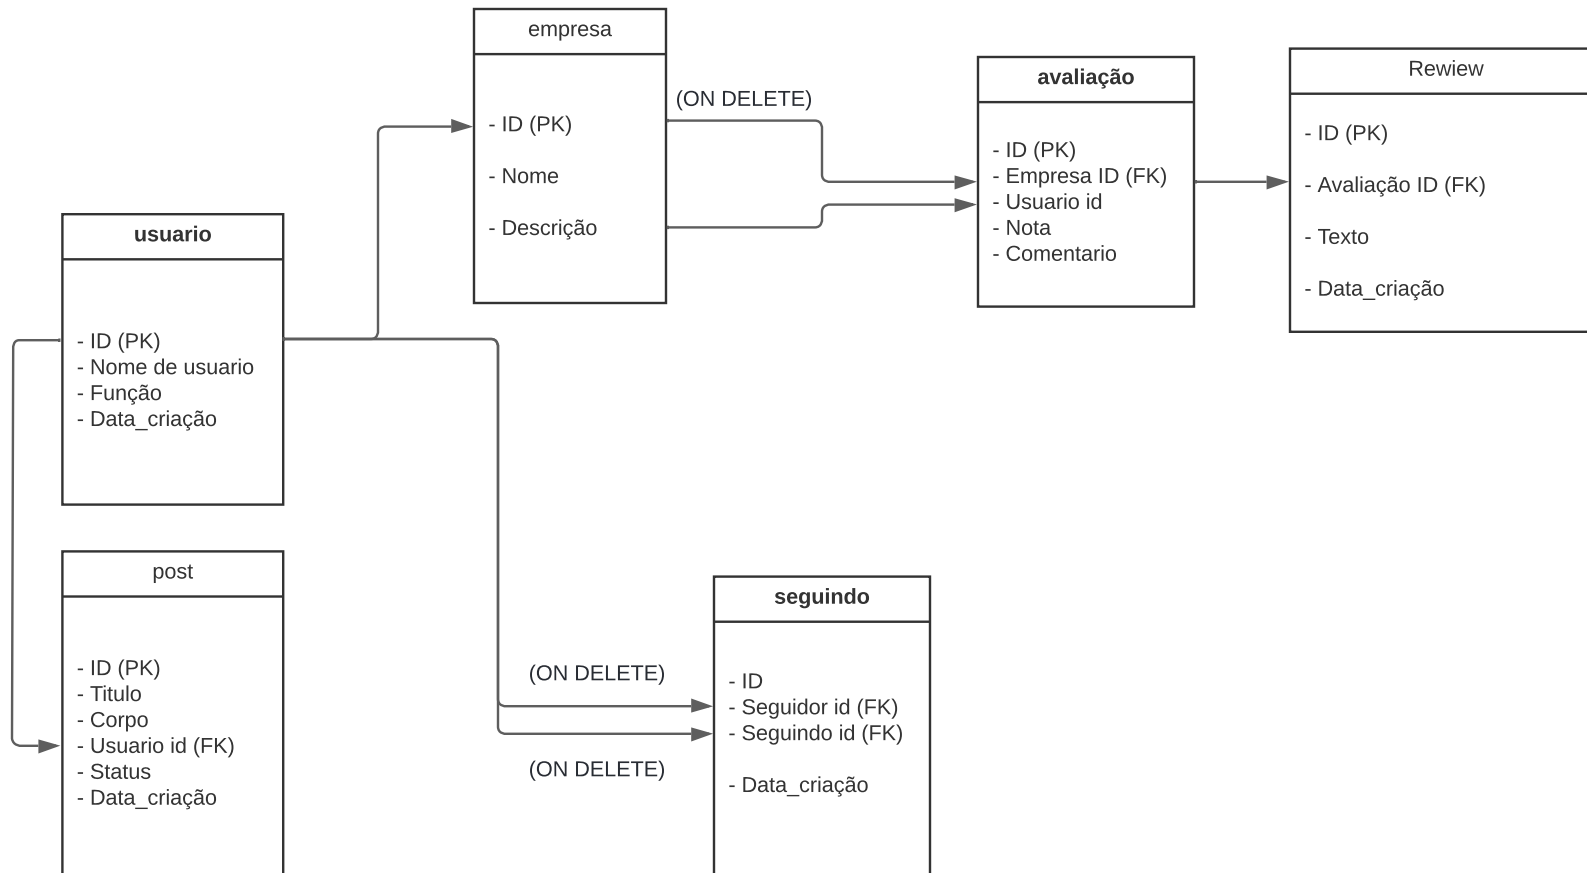 empresa
- ID (PK)
- Nome
- Descrição
(ON DELETE)
avaliação
- ID (PK)
- Empresa ID (FK)
- Usuario id
- Nota
- Comentario
Rewiew
- ID (PK)
- Avaliação ID (FK)
- Texto
- Data_criação
usuario
- ID (PK)
- Nome de usuario
- Função
- Data_criação
post
- ID (PK)
- Titulo
- Corpo
- Usuario id (FK)
- Status
- Data_criação
(ON DELETE)
(ON DELETE)
seguindo
- ID
- Seguidor id (FK)
- Seguindo id (FK)
- Data_criação